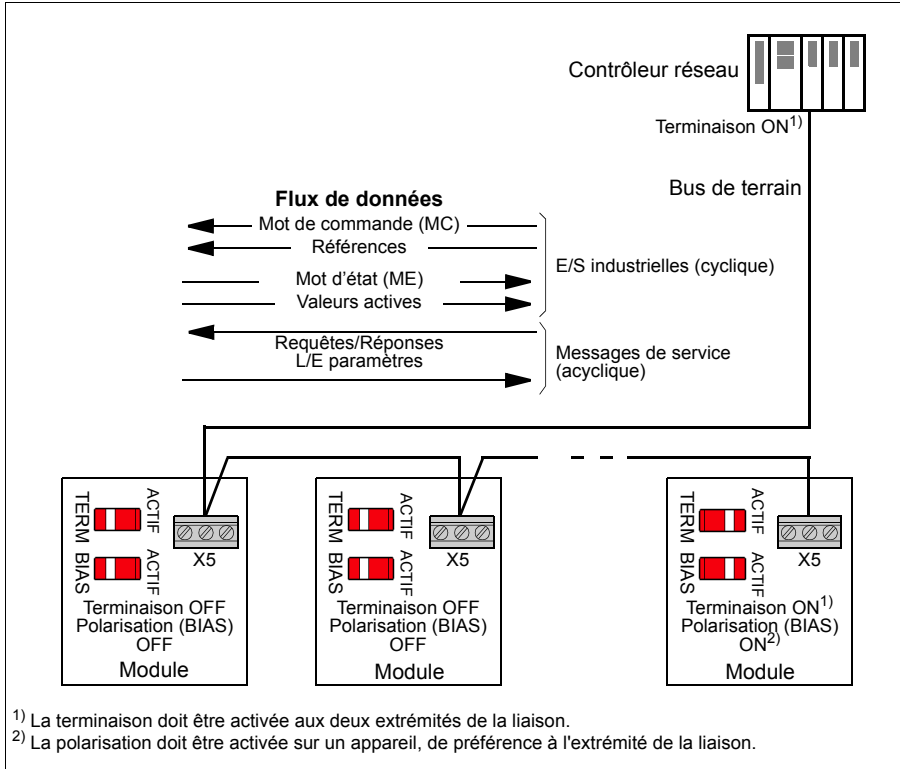 Contrôleur réseau
Terminaison ON1)
Bus de terrain
Flux de données
Mot de commande (MC)
Références
Mot d'état (ME)
Valeurs actives
E/S industrielles (cyclique)
Requêtes/Réponses
L/E paramètres
Messages de service
(acyclique)
TERM
ACTIF
BIAS
ACTIF
X5
Terminaison OFF
Polarisation (BIAS)
OFF
Module
TERM
ACTIF
BIAS
ACTIF
X5
Terminaison OFF
Polarisation (BIAS)
OFF
Module
TERM
ACTIF
BIAS
ACTIF
X5
Terminaison ON1)
Polarisation (BIAS)
ON2)
Module
1) La terminaison doit être activée aux deux extrémités de la liaison.
2) La polarisation doit être activée sur un appareil, de préférence à l'extrémité de la liaison.